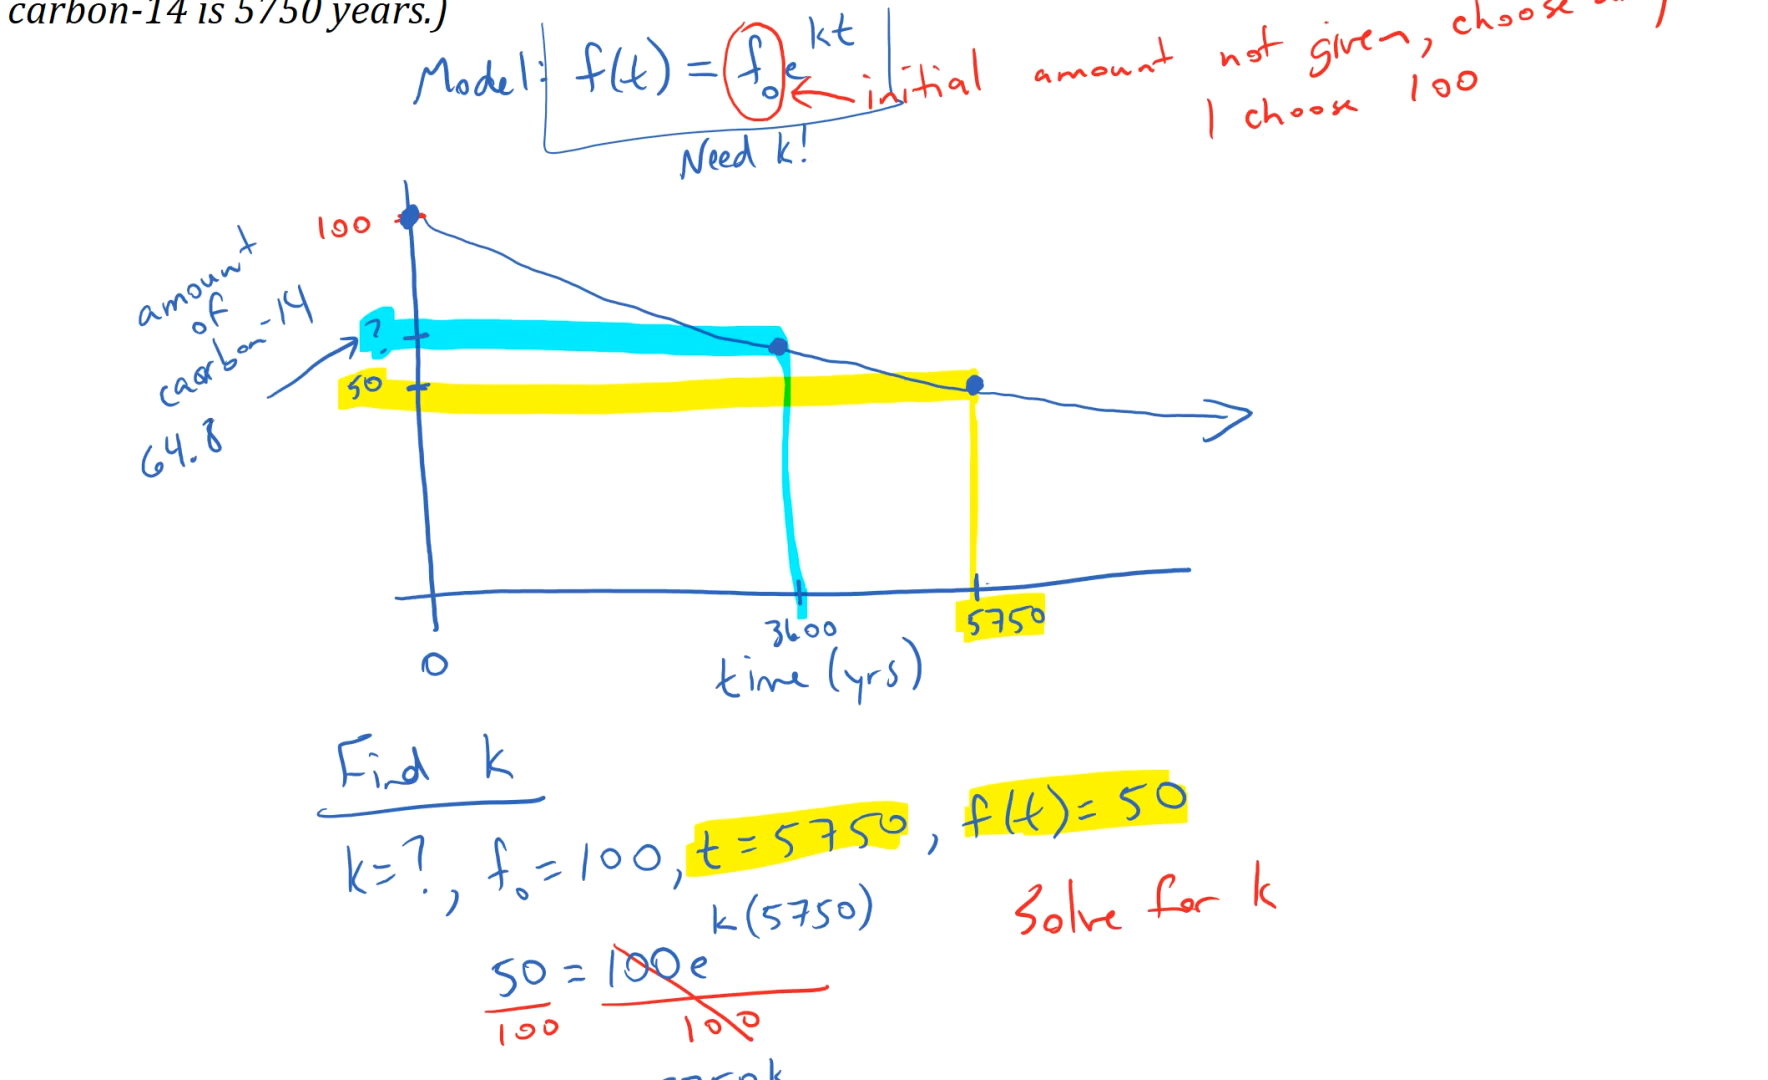 carbon-14 is 5750 years.)
Model: f(t) = f₀e^kt
initial amount not given, choose
I choose 100
Need k!
100
amount
of
caorbon-14
?
50
64.8
0
3600
5750
time (yrs)
Find k
k=?, f₀=100, t=5750, f(t)=50
k(5750)
Solve for k
50 = 100e
100 100